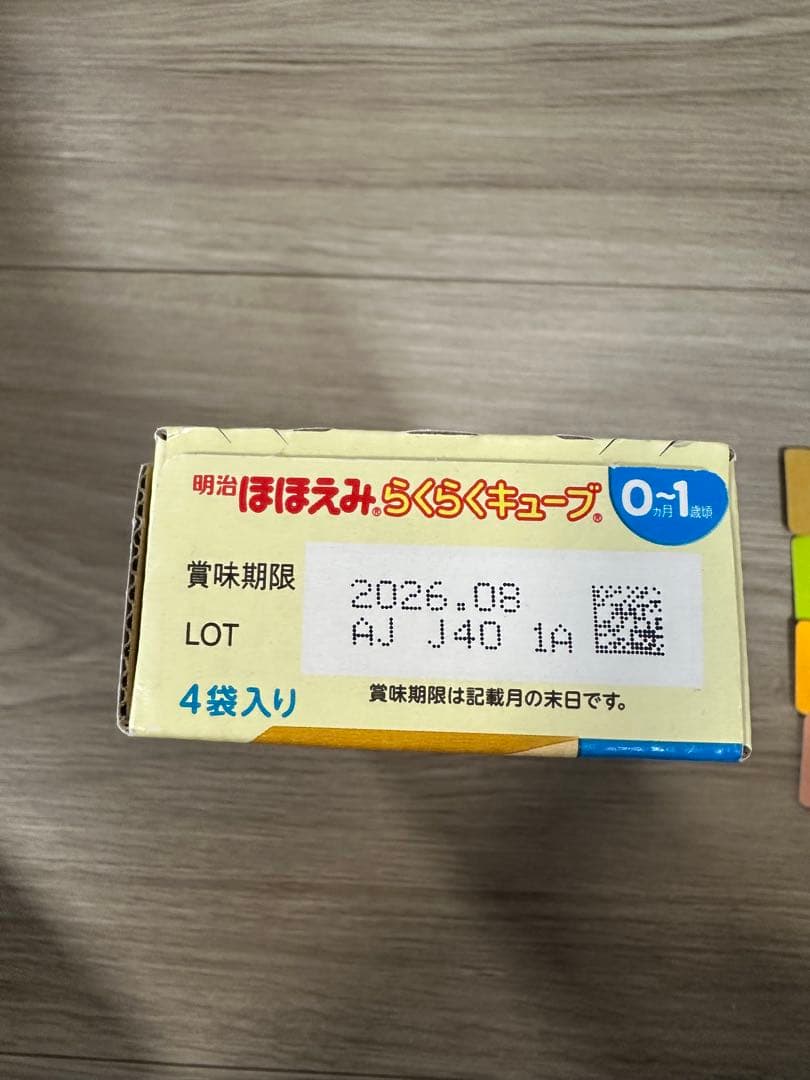 明治 ほほえみ® らくらくキューブ®
0ヵ月~1歳頃
賞味期限 2026.08
LOT AJ J40 1A
4袋入り
賞味期限は記載月の末日です。